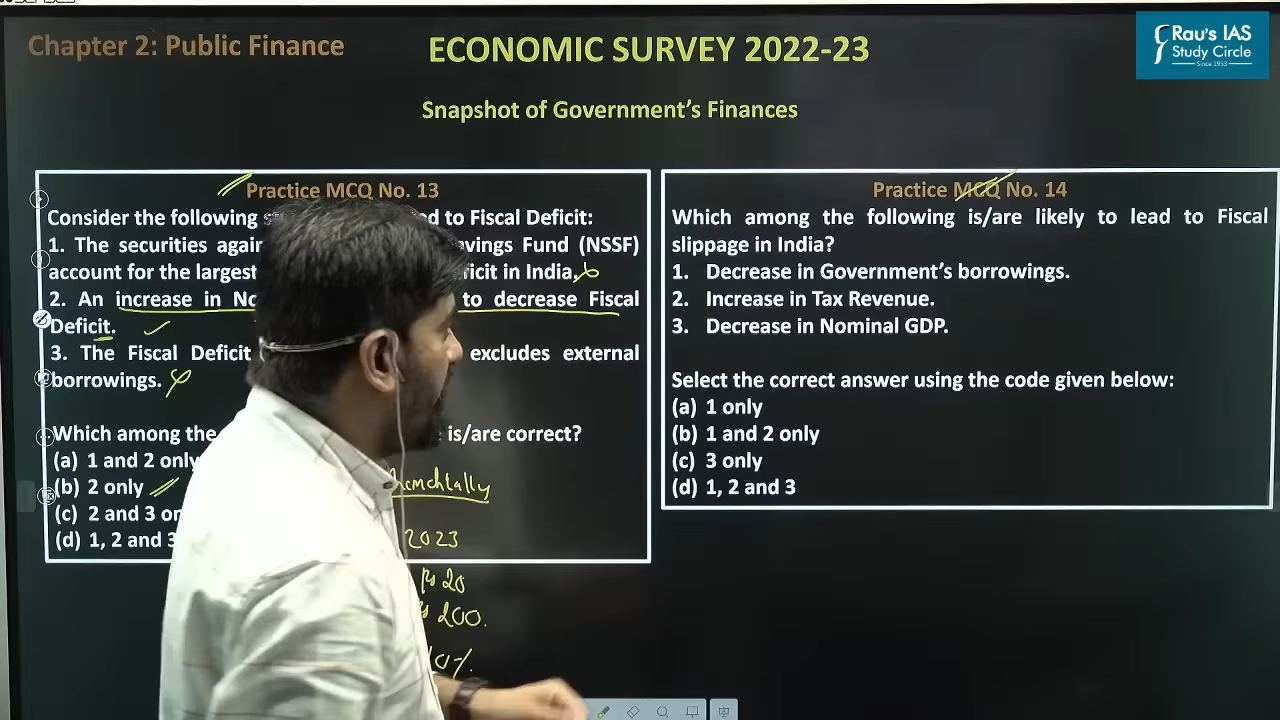 Chapter 2: Public Finance
ECONOMIC SURVEY 2022-23
Rau's IAS
Study Circle
Since 1953
Snapshot of Government's Finances
Practice MCQ No. 13
Consider the following to Fiscal Deficit:
1. The securities Savings Fund (NSSF)
account for the largest in India.
2. An increase in to decrease Fiscal
Deficit.
3. The Fiscal Deficit excludes external
borrowings.
Which among the is/are correct?
(a) 1 and 2 only
(b) 2 only
(c) 2 and 3
(d) 1, 2 and 3
2023
20
200.
10%.
Practice MCQ No. 14
Which among the following is/are likely to lead to Fiscal
slippage in India?
1. Decrease in Government's borrowings.
2. Increase in Tax Revenue.
3. Decrease in Nominal GDP.
Select the correct answer using the code given below:
(a) 1 only
(b) 1 and 2 only
(c) 3 only
(d) 1, 2 and 3